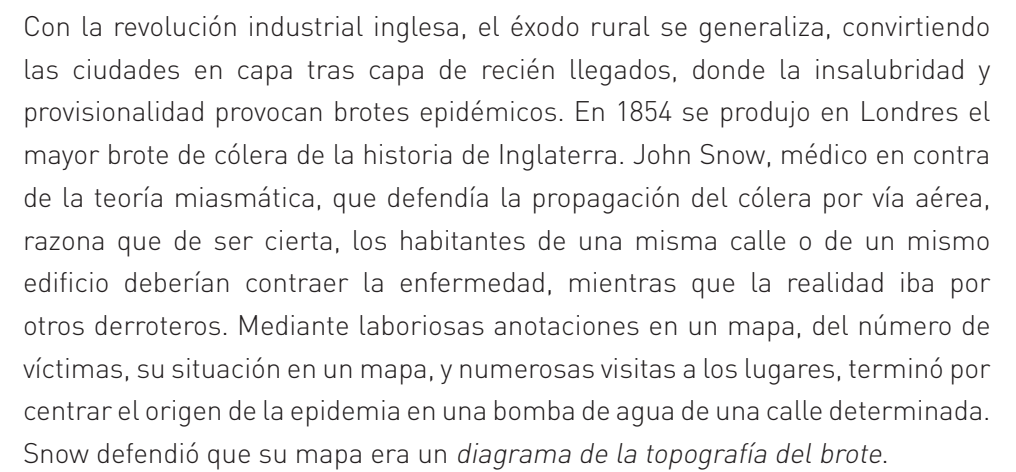 Con la revolución industrial inglesa, el éxodo rural se generaliza, convirtiendo
las ciudades en capa tras capa de recién llegados, donde la insalubridad y
provisionalidad provocan brotes epidémicos. En 1854 se produjo en Londres el
mayor brote de cólera de la historia de Inglaterra. John Snow, médico en contra
de la teoría miasmática, que defendía la propagación del cólera por vía aérea,
razona que de ser cierta, los habitantes de una misma calle o de un mismo
edificio deberían contraer la enfermedad, mientras que la realidad iba por
otros derroteros. Mediante laboriosas anotaciones en un mapa, del número de
víctimas, su situación en un mapa, y numerosas visitas a los lugares, terminó por
centrar el origen de la epidemia en una bomba de agua de una calle determinada.
Snow defendió que su mapa era un diagrama de la topografía del brote.